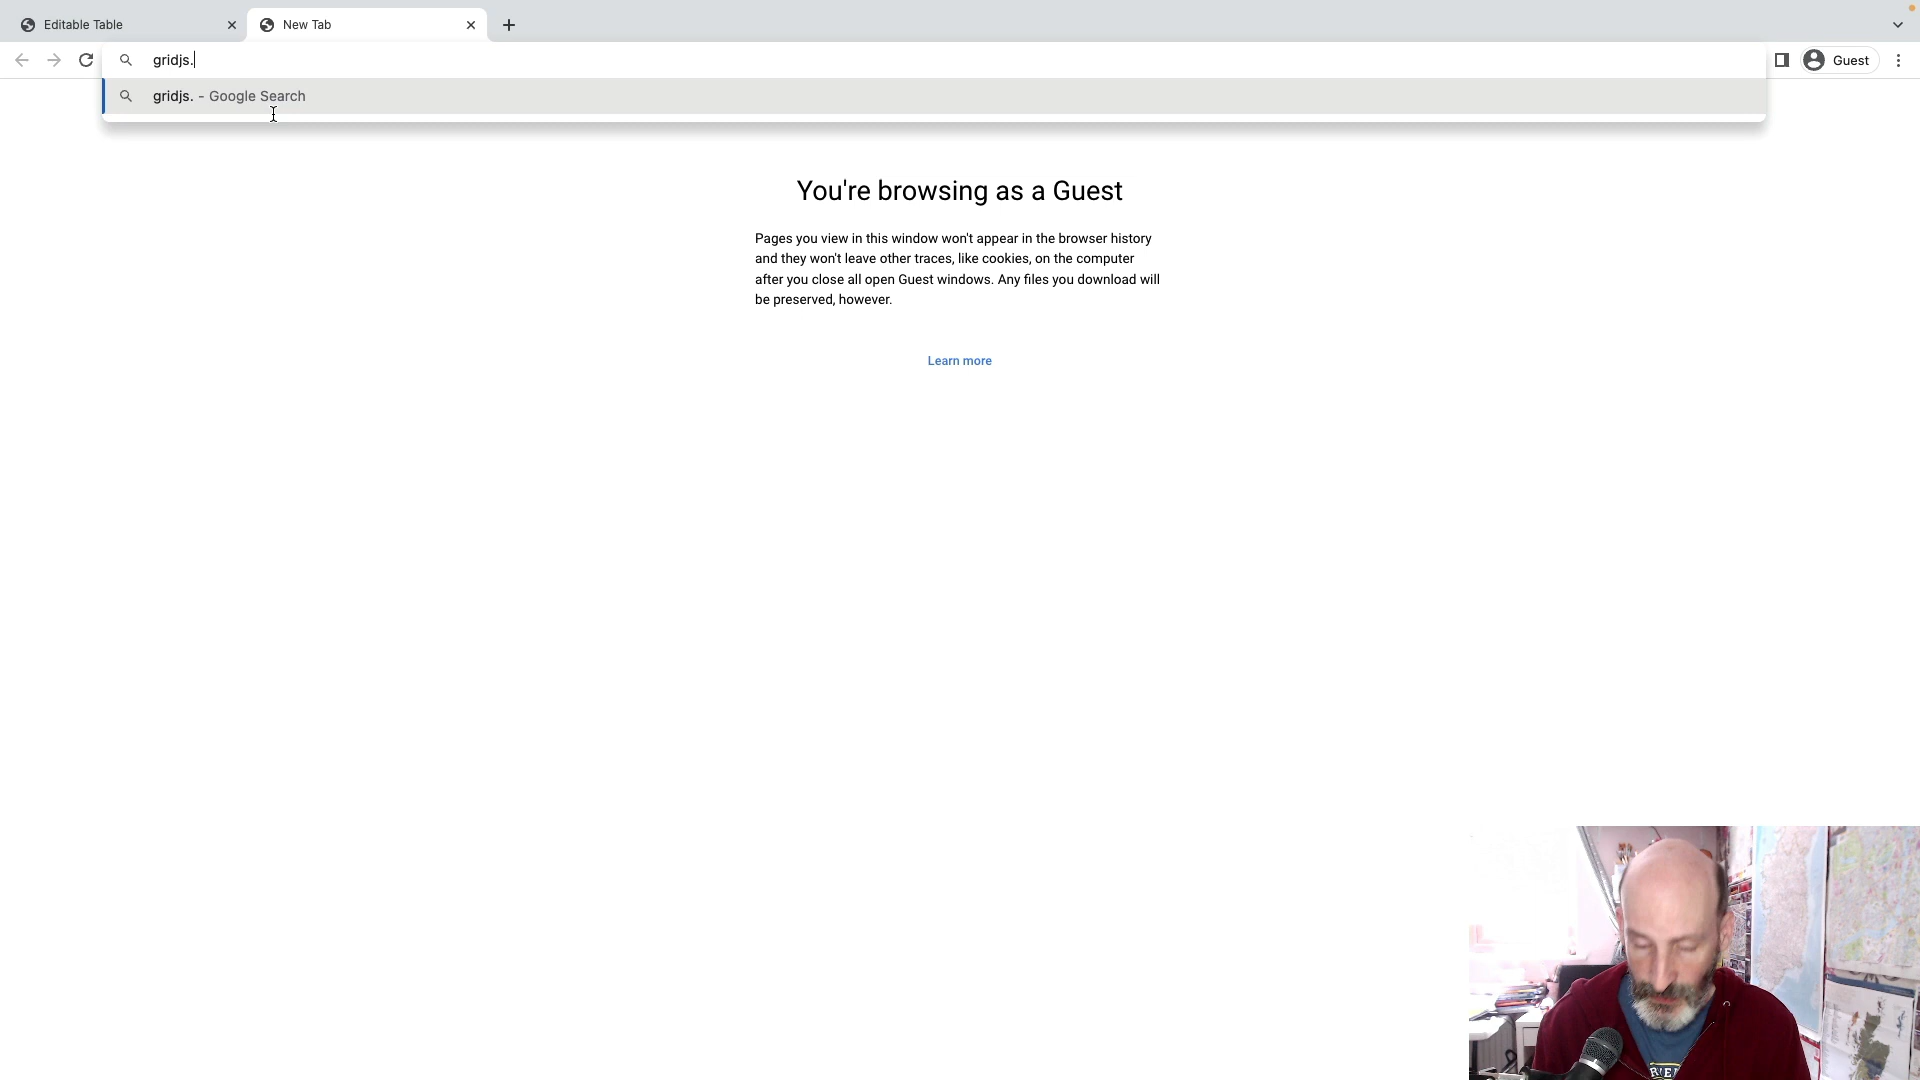 Editable Table
New Tab
gridjs.
Guest
gridjs. - Google Search
You're browsing as a Guest
Pages you view in this window won't appear in the browser history
and they won't leave other traces, like cookies, on the computer
after you close all open Guest windows. Any files you download will
be preserved, however.
Learn more